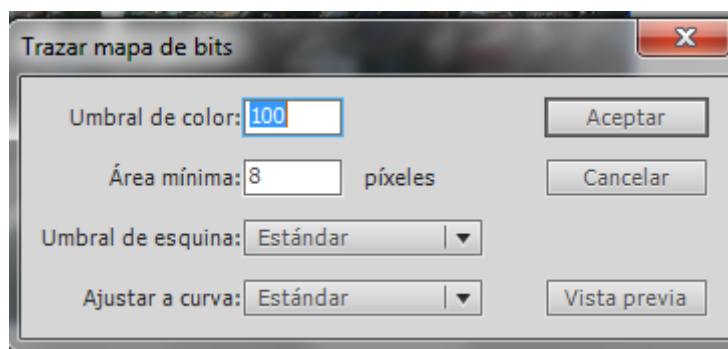 Trazar mapa de bits
Umbral de color: 100
Aceptar
Área mínima: 8 píxeles
Cancelar
Umbral de esquina: Estándar
Ajustar a curva: Estándar
Vista previa